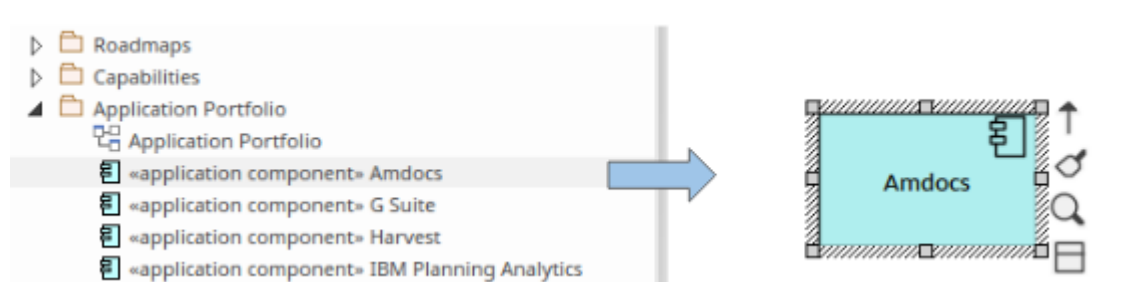 Roadmaps
Capabilities
Application Portfolio
Application Portfolio
«application component» Amdocs
«application component» G Suite
«application component» Harvest
«application component» IBM Planning Analytics
Amdocs